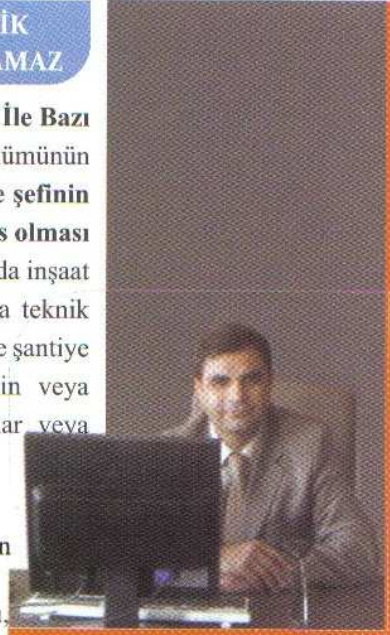 İK
AMAZ
İle Bazı
ümünün
e şefinin
s olması
da inşaat
a teknik
e şantiye
in veya
ar veya
n
,